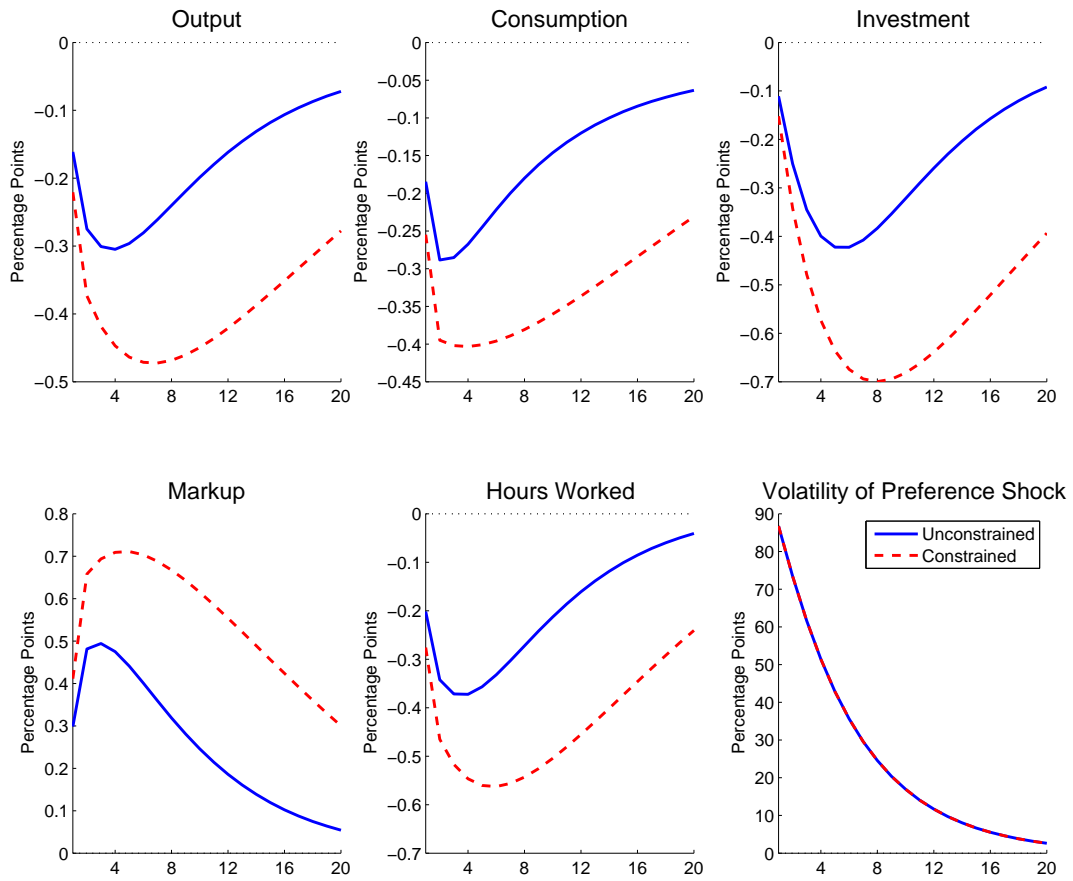 Output
Percentage Points
0
−0.1
−0.2
−0.3
−0.4
−0.5
4 8 12 16 20
Consumption
Percentage Points
0
−0.05
−0.1
−0.15
−0.2
−0.25
−0.3
−0.35
−0.4
−0.45
4 8 12 16 20
Investment
Percentage Points
0
−0.1
−0.2
−0.3
−0.4
−0.5
−0.6
−0.7
4 8 12 16 20
Markup
Percentage Points
0.8
0.7
0.6
0.5
0.4
0.3
0.2
0.1
0
4 8 12 16 20
Hours Worked
Percentage Points
0
−0.1
−0.2
−0.3
−0.4
−0.5
−0.6
−0.7
4 8 12 16 20
Volatility of Preference Shock
Percentage Points
90
80
70
60
50
40
30
20
10
0
4 8 12 16 20
Unconstrained
Constrained